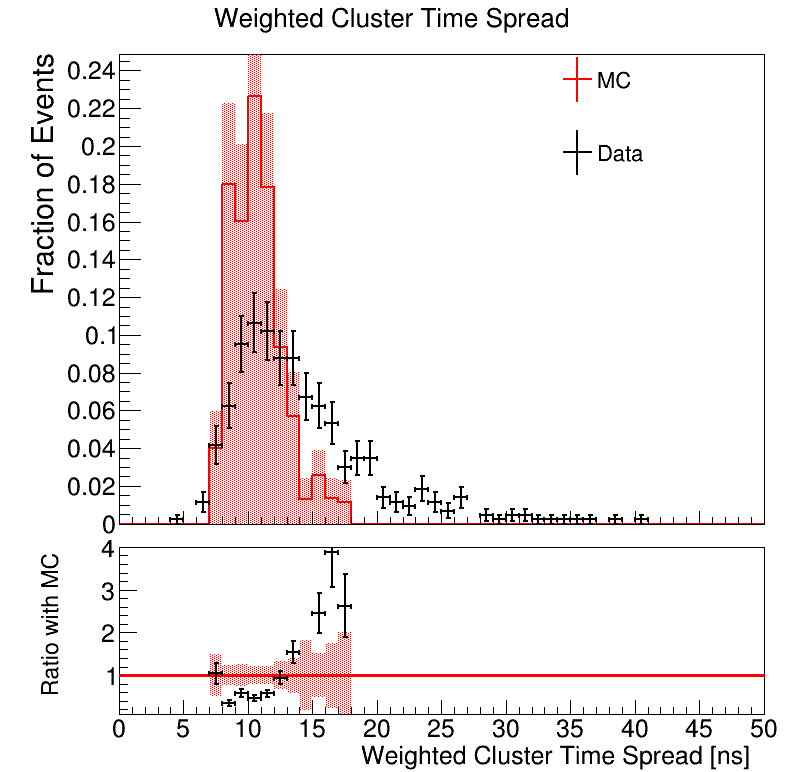 Weighted Cluster Time Spread
Fraction of Events
0.24
0.22
0.2
0.18
0.16
0.14
0.12
0.1
0.08
0.06
0.04
0.02
0
MC
Data
Ratio with MC
4
3
2
1
0 5 10 15 20 25 30 35 40 45 50
Weighted Cluster Time Spread [ns]